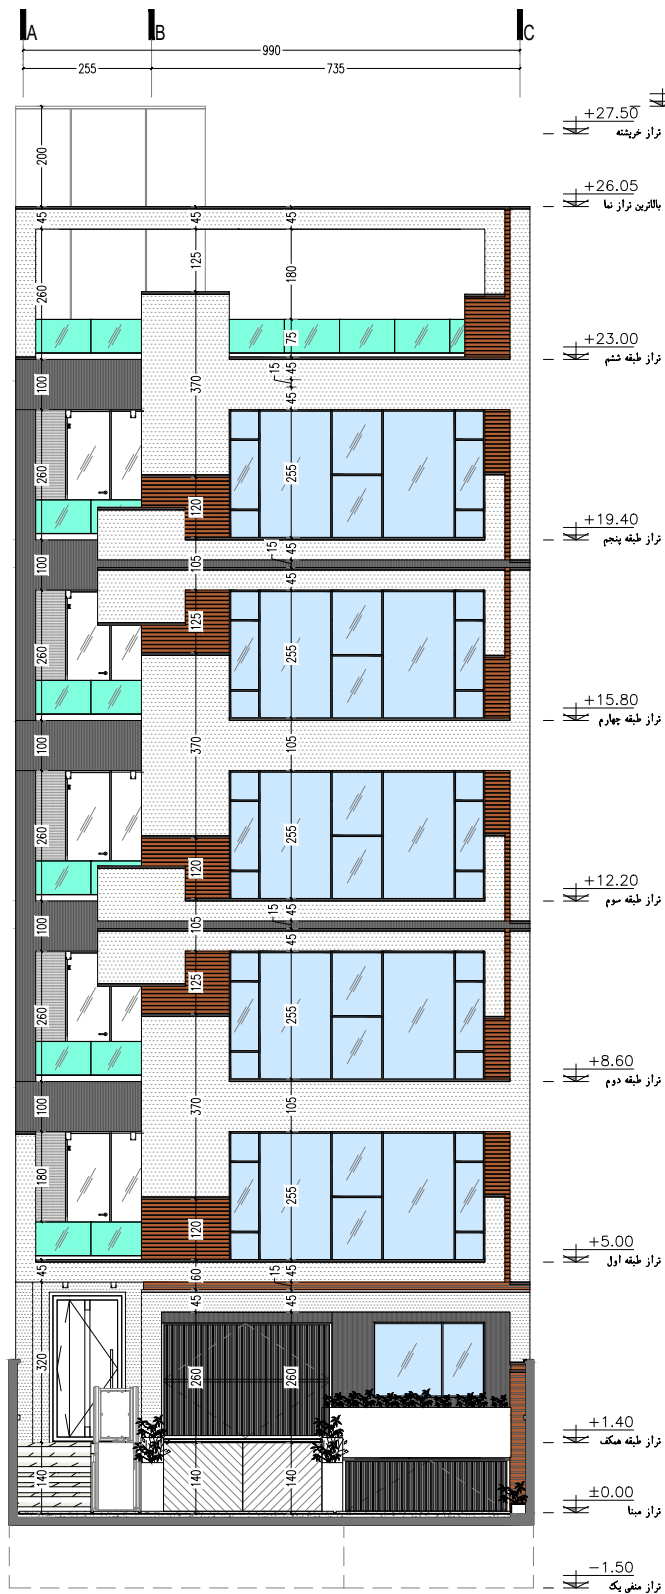 A B C
990
255 735
+27.50
تراز خرپشته
200
+26.05
بالاترین تراز نما
45 45 45
125
180
260
75
+23.00
تراز طبقه ششم
15 45
100
370
45
260
255
120
+19.40
تراز طبقه پنجم
45
15
100 105
45
125
260
255
+15.80
تراز طبقه چهارم
100 370 105
260
255
120
+12.20
تراز طبقه سوم
45
15
100 105
45
125
260
255
+8.60
تراز طبقه دوم
100 370 105
180
255
120
+5.00
تراز طبقه اول
45 60 15 45
45 45
320
260 260
+1.40
تراز طبقه همکف
140 140 140
±0.00
تراز مبنا
−1.50
تراز منفی یک